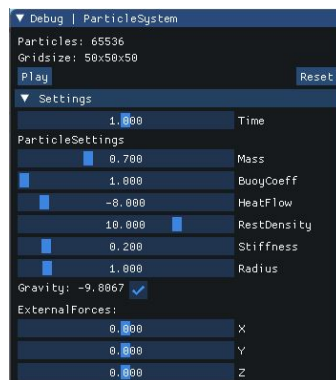 Debug | ParticleSystem
Particles: 65536
Gridsize: 50x50x50
Play Reset
Settings
1.000 Time
ParticleSettings
0.700 Mass
1.000 BuoyCoeff
-8.000 HeatFlow
10.000 RestDensity
0.200 Stiffness
1.000 Radius
Gravity: -9.8067
ExternalForces:
0.000 X
0.000 Y
0.000 Z